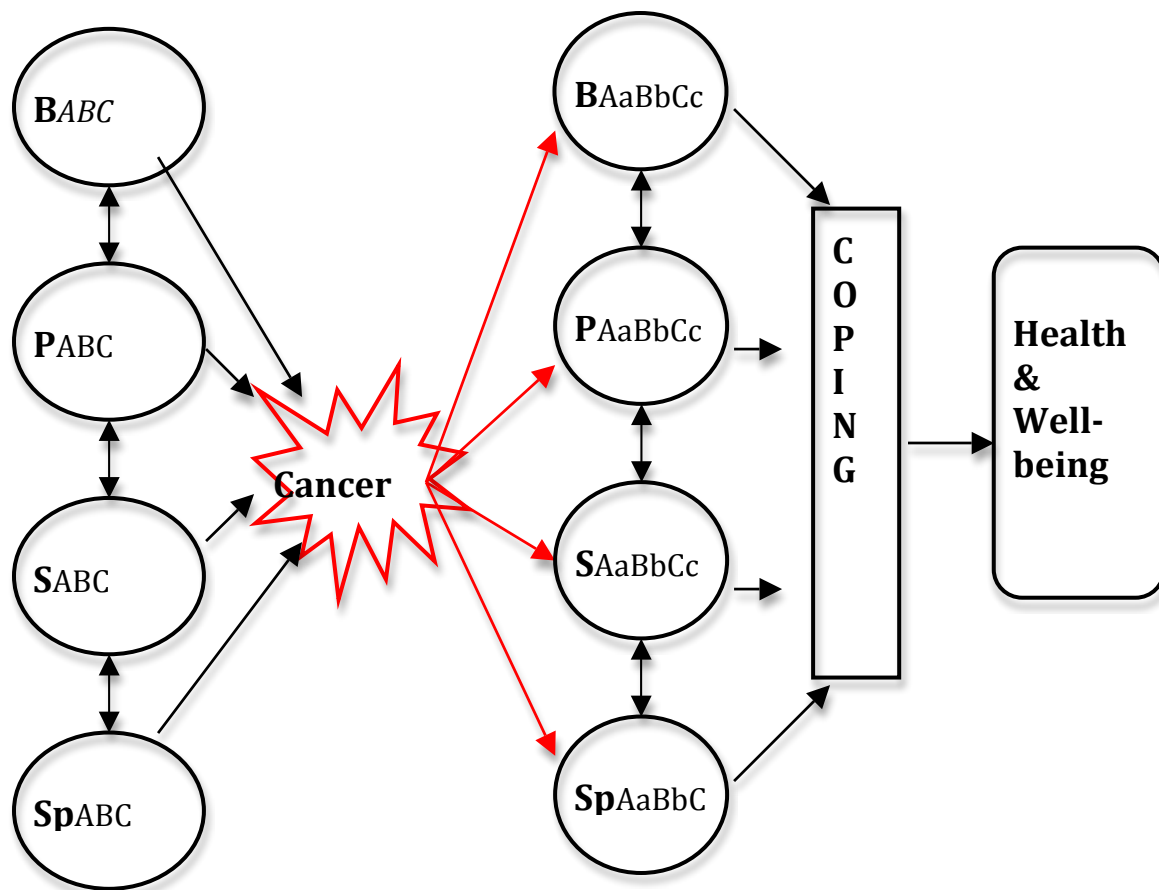 BABC
PABC
SABC
SpABC
Cancer
BAaBbCc
PAaBbCc
SAaBbCc
SpAaBbC
C
O
P
I
N
G
Health
&
Well-
being